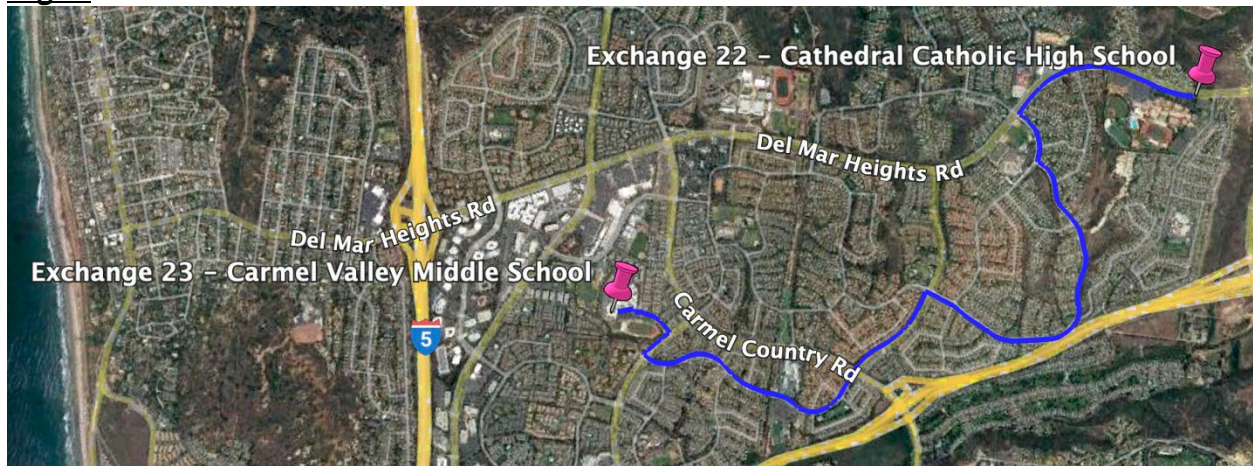 Exchange 22 – Cathedral Catholic High School
Del Mar Heights Rd
Del Mar Heights Rd
Exchange 23 – Carmel Valley Middle School
Carmel Country Rd
5